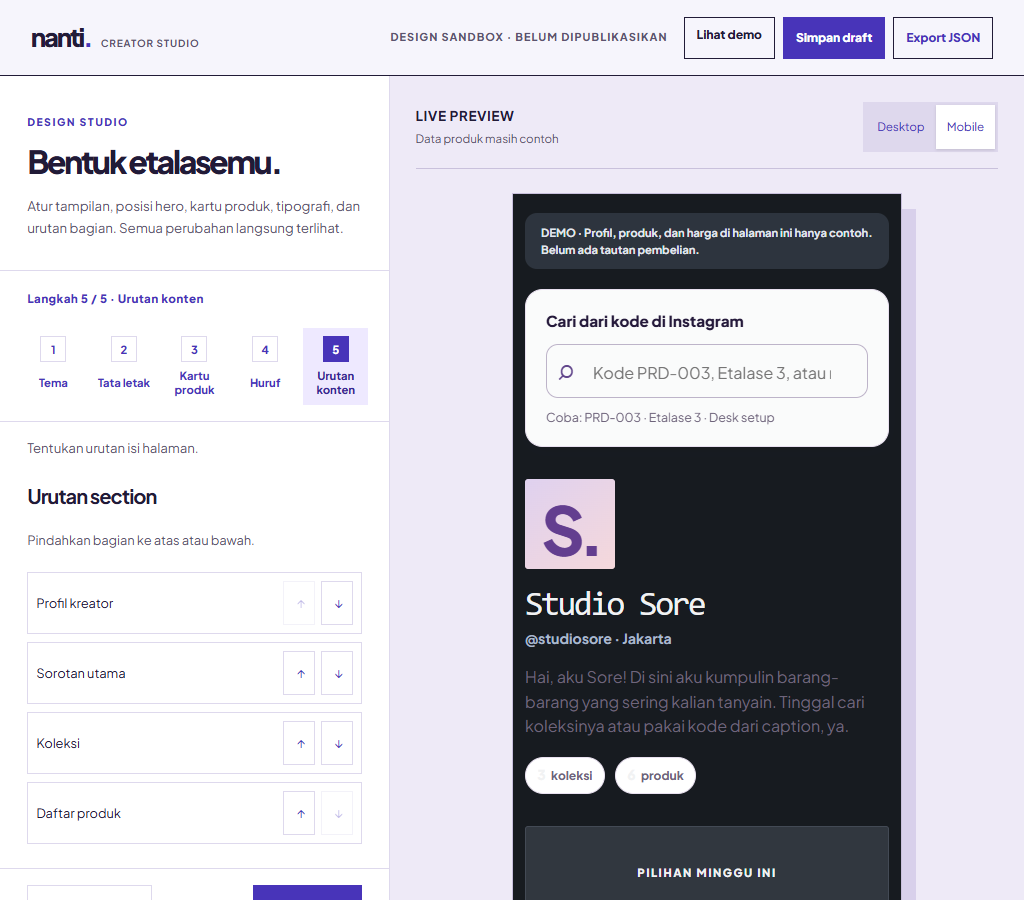 nanti. CREATOR STUDIO
DESIGN SANDBOX · BELUM DIPUBLIKASIKAN
Lihat demo
Simpan draft
Export JSON
DESIGN STUDIO
Bentuk etalasemu.
Atur tampilan, posisi hero, kartu produk, tipografi, dan
urutan bagian. Semua perubahan langsung terlihat.
Langkah 5 / 5 · Urutan konten
1
Tema
2
Tata letak
3
Kartu
produk
4
Huruf
5
Urutan
konten
Tentukan urutan isi halaman.
Urutan section
Pindahkan bagian ke atas atau bawah.
Profil kreator ↑ ↓
Sorotan utama ↑ ↓
Koleksi ↑ ↓
Daftar produk ↑ ↓
LIVE PREVIEW
Data produk masih contoh
Desktop
Mobile
DEMO · Profil, produk, dan harga di halaman ini hanya contoh.
Belum ada tautan pembelian.
Cari dari kode di Instagram
Kode PRD-003, Etalase 3, atau
Coba: PRD-003 · Etalase 3 · Desk setup
S.
Studio Sore
@studiosore · Jakarta
Hai, aku Sore! Di sini aku kumpulin barang-
barang yang sering kalian tanyain. Tinggal cari
koleksinya atau pakai kode dari caption, ya.
3 koleksi
6 produk
PILIHAN MINGGU INI